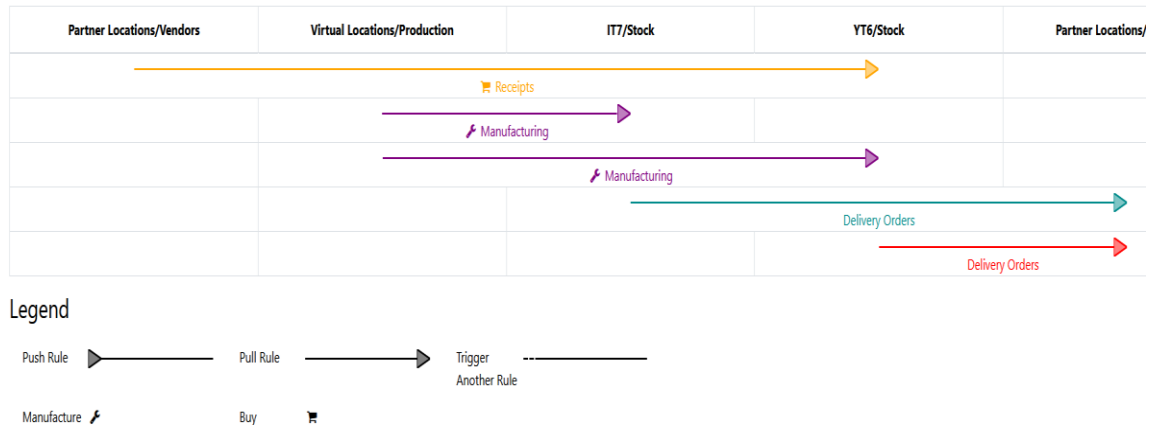 Partner Locations/Vendors Virtual Locations/Production IT7/Stock YT6/Stock Partner Locations/
Receipts
Manufacturing
Manufacturing
Delivery Orders
Delivery Orders
Legend
Push Rule Pull Rule Trigger
Another Rule
Manufacture Buy